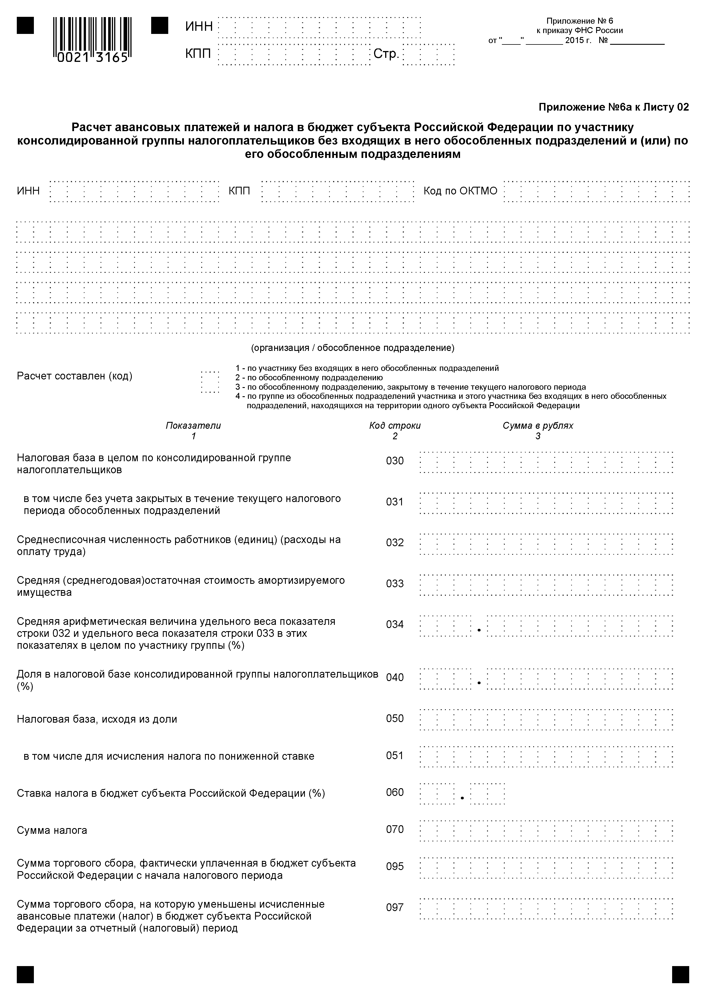 ИНН
Приложение № 6
к приказу ФНС России
от "____" __________ 2015 г. № ___________
КПП
Стр.
0021 3165
Приложение №6а к Листу 02
Расчет авансовых платежей и налога в бюджет субъекта Российской Федерации по участнику
консолидированной группы налогоплательщиков без входящих в него обособленных подразделений и (или) по
его обособленным подразделениям
ИНН КПП Код по ОКТМО
(организация / обособленное подразделение)
Расчет составлен (код)
1 - по участнику без входящих в него обособленных подразделений
2 - по обособленному подразделению
3 - по обособленному подразделению, закрытому в течение текущего налогового периода
4 - по группе из обособленных подразделений участника и этого участника без входящих в него обособленных
подразделений, находящихся на территории одного субъекта Российской Федерации
Показатели Код строки Сумма в рублях
1 2 3
Налоговая база в целом по консолидированной группе
налогоплательщиков
030
в том числе без учета закрытых в течение текущего налогового
периода обособленных подразделений
031
Среднесписочная численность работников (единиц) (расходы на
оплату труда)
032
Средняя (среднегодовая)остаточная стоимость амортизируемого
имущества
033
Средняя арифметическая величина удельного веса показателя
строки 032 и удельного веса показателя строки 033 в этих
показателях в целом по участнику группы (%)
034
Доля в налоговой базе консолидированной группы налогоплательщиков
(%)
040
Налоговая база, исходя из доли 050
в том числе для исчисления налога по пониженной ставке 051
Ставка налога в бюджет субъекта Российской Федерации (%) 060
Сумма налога 070
Сумма торгового сбора, фактически уплаченная в бюджет субъекта
Российской Федерации с начала налогового периода
095
Сумма торгового сбора, на которую уменьшены исчисленные
авансовые платежи (налог) в бюджет субъекта Российской
Федерации за отчетный (налоговый) период
097